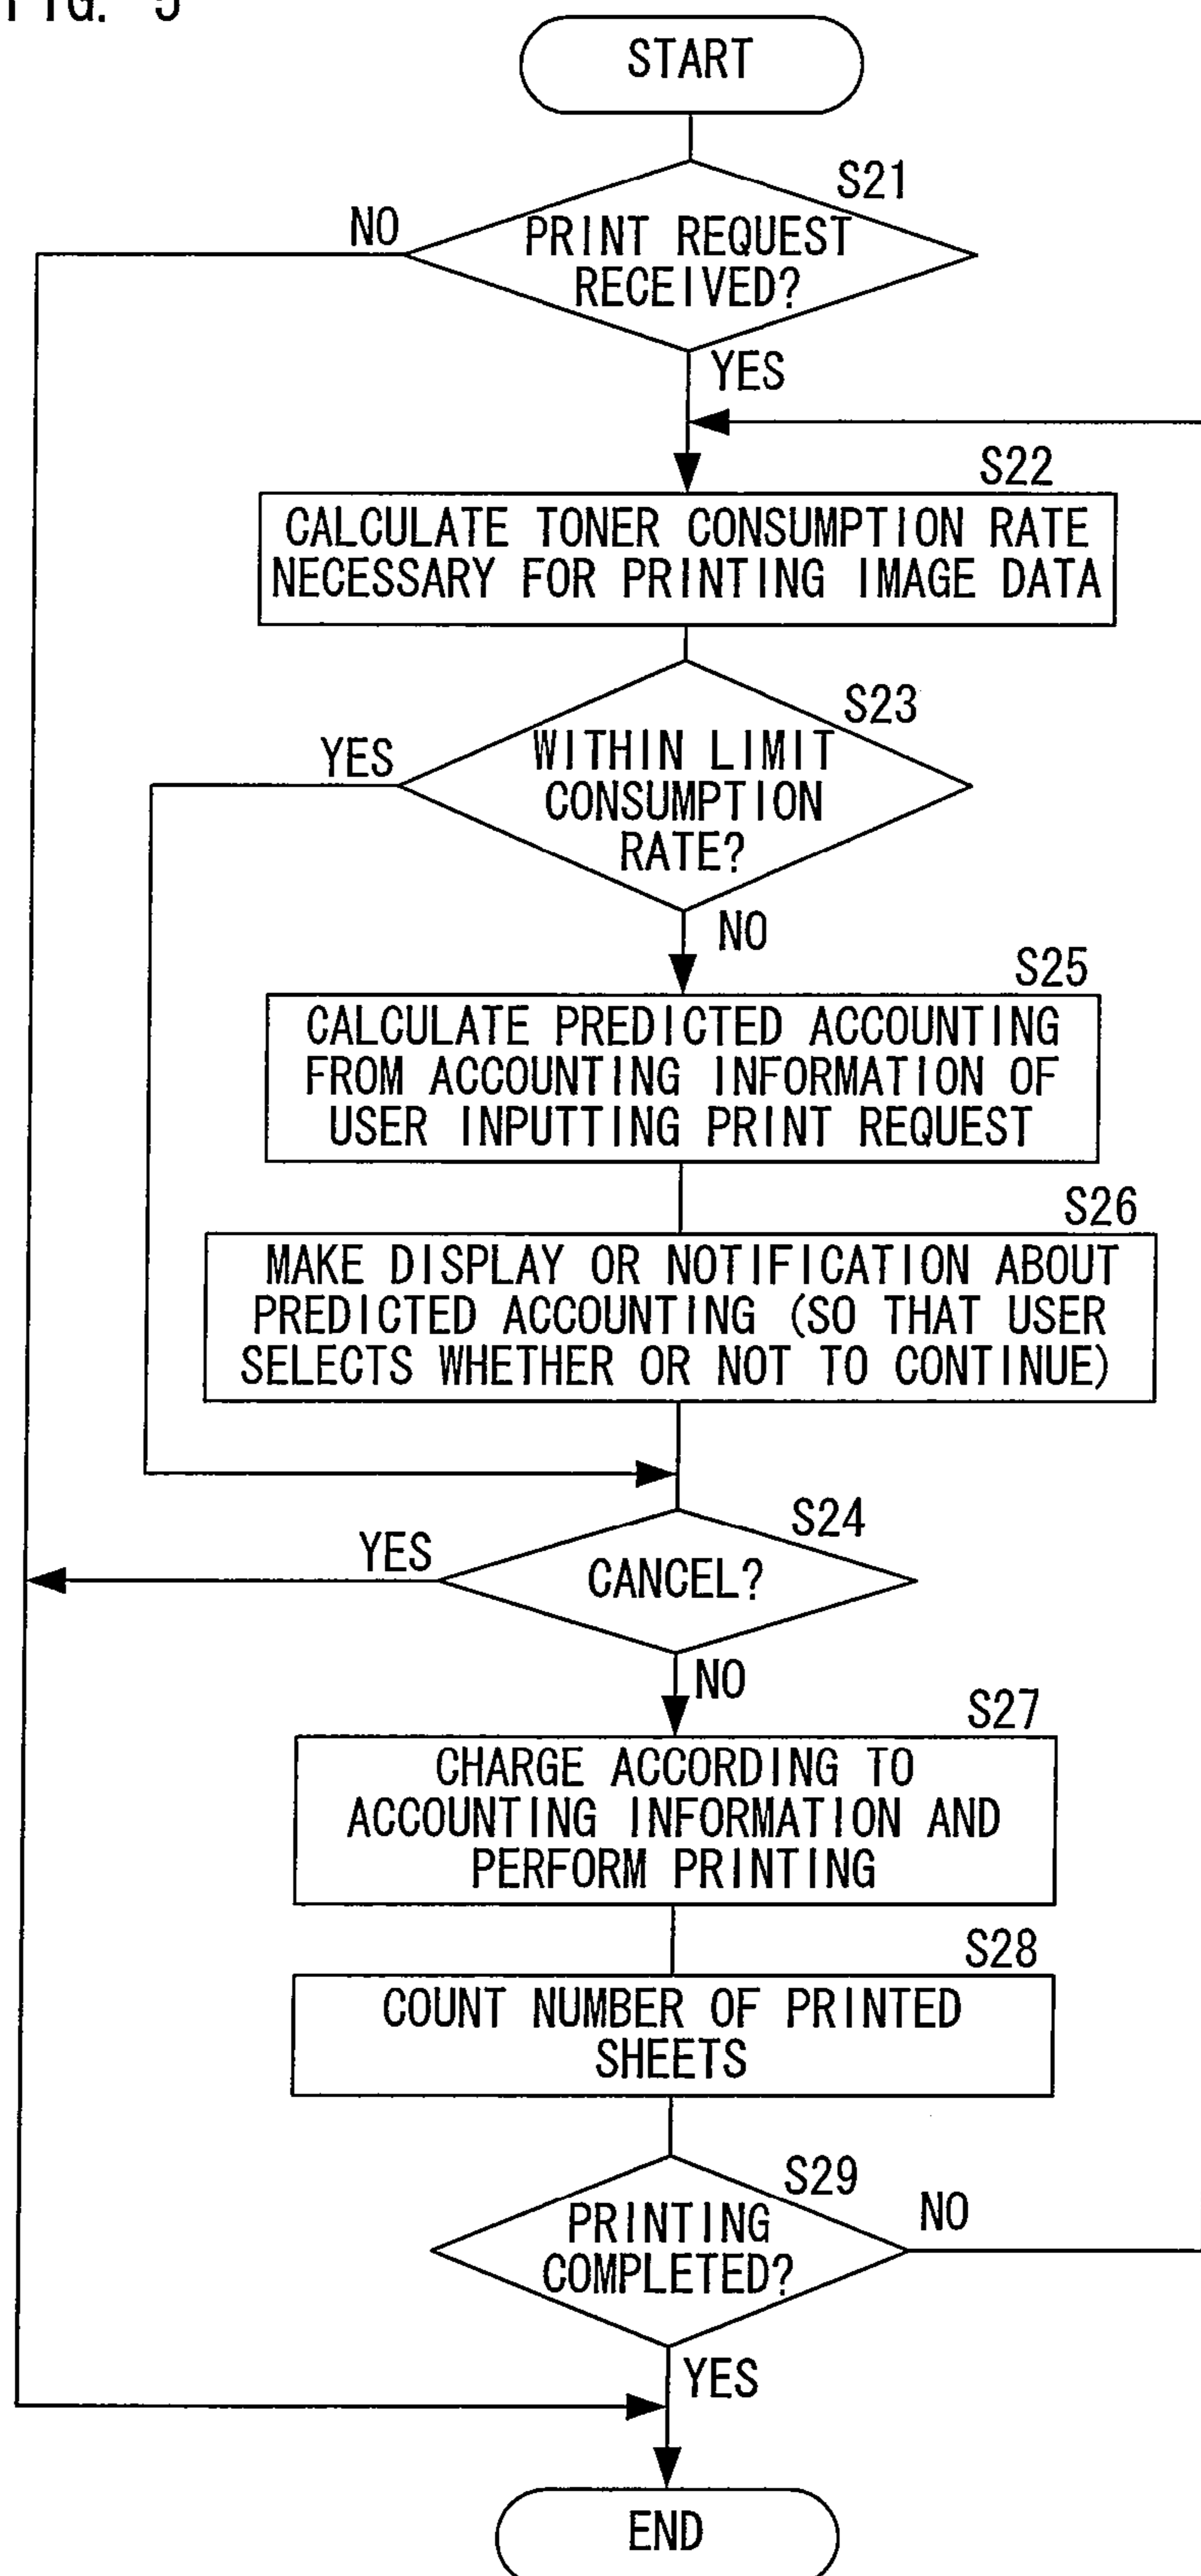 FIG. 5
START
S21
NO
PRINT REQUEST
RECEIVED?
YES
S22
CALCULATE TONER CONSUMPTION RATE
NECESSARY FOR PRINTING IMAGE DATA
S23
YES
WITHIN LIMIT
CONSUMPTION
RATE?
NO
S25
CALCULATE PREDICTED ACCOUNTING
FROM ACCOUNTING INFORMATION OF
USER INPUTTING PRINT REQUEST
S26
MAKE DISPLAY OR NOTIFICATION ABOUT
PREDICTED ACCOUNTING (SO THAT USER
SELECTS WHETHER OR NOT TO CONTINUE)
S24
YES
CANCEL?
NO
S27
CHARGE ACCORDING TO
ACCOUNTING INFORMATION AND
PERFORM PRINTING
S28
COUNT NUMBER OF PRINTED
SHEETS
S29
NO
PRINTING
COMPLETED?
YES
END